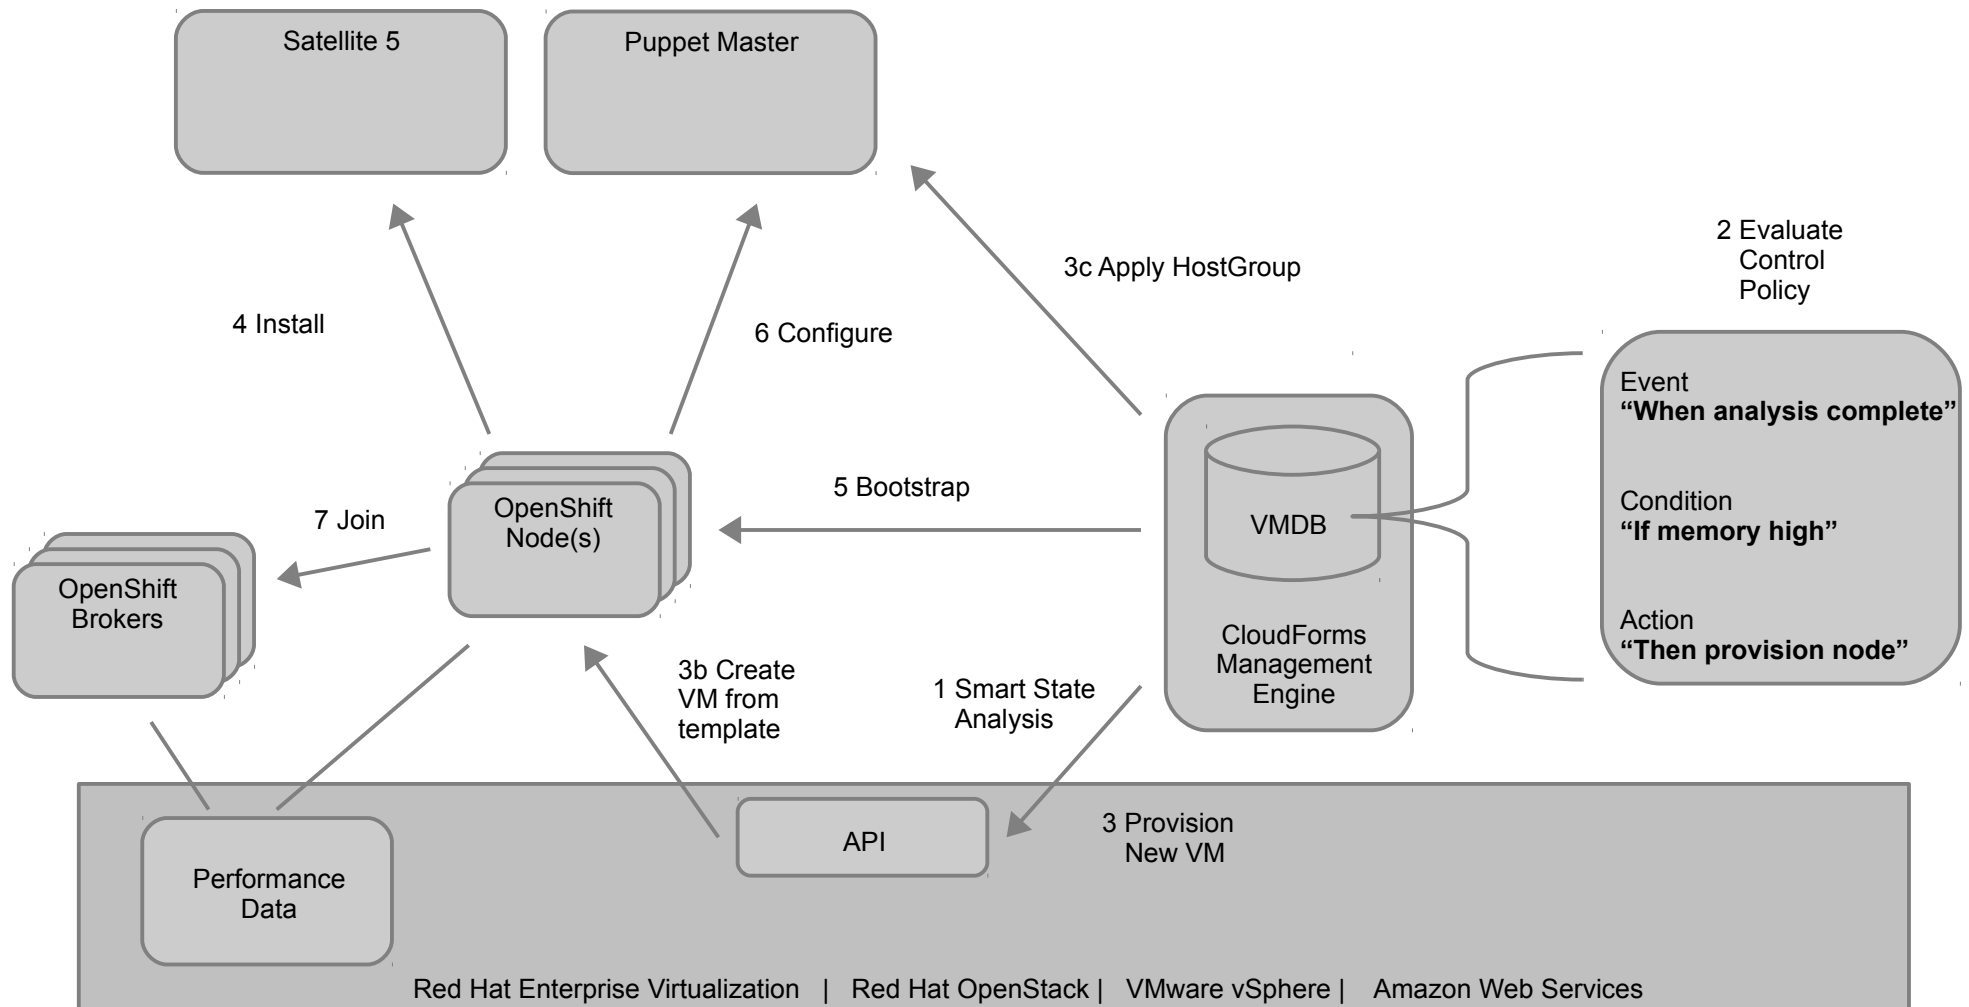 Satellite 5
Puppet Master
2 Evaluate
Control
Policy
3c Apply HostGroup
4 Install
6 Configure
Event
“When analysis complete”
Condition
“If memory high”
Action
“Then provision node”
5 Bootstrap
VMDB
CloudForms
Management
Engine
OpenShift
Node(s)
7 Join
OpenShift
Brokers
3b Create
VM from
template
1 Smart State
Analysis
API
3 Provision
New VM
Performance
Data
Red Hat Enterprise Virtualization | Red Hat OpenStack | VMware vSphere | Amazon Web Services